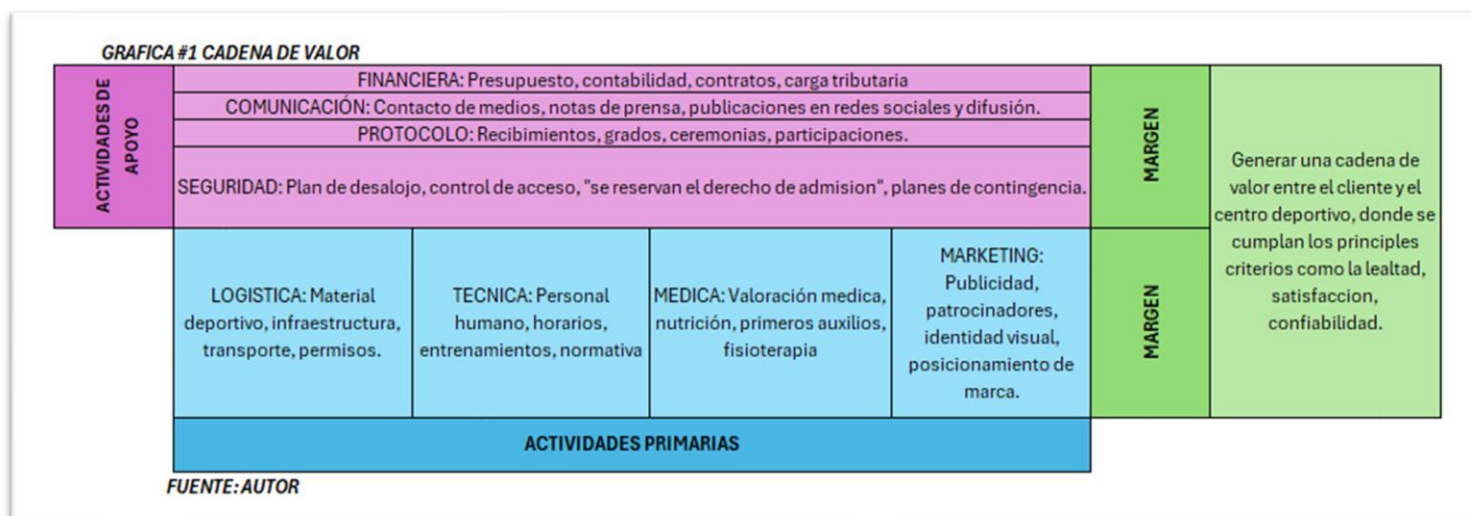 GRAFICA #1 CADENA DE VALOR
ACTIVIDADES DE
APOYO
FINANCIERA: Presupuesto, contabilidad, contratos, carga tributaria
COMUNICACIÓN: Contacto de medios, notas de prensa, publicaciones en redes sociales y difusión.
PROTOCOLO: Recibimientos, grados, ceremonias, participaciones.
SEGURIDAD: Plan de desalojo, control de acceso, "se reservan el derecho de admision", planes de contingencia.
MARGEN
LOGISTICA: Material
deportivo, infraestructura,
transporte, permisos.
TECNICA: Personal
humano, horarios,
entrenamientos, normativa
MEDICA: Valoración medica,
nutrición, primeros auxilios,
fisioterapia
MARKETING:
Publicidad,
patrocinadores,
identidad visual,
posicionamiento de
marca.
MARGEN
Generar una cadena de
valor entre el cliente y el
centro deportivo, donde se
cumplan los principles
criterios como la lealtad,
satisfaccion,
confiabilidad.
ACTIVIDADES PRIMARIAS
FUENTE: AUTOR